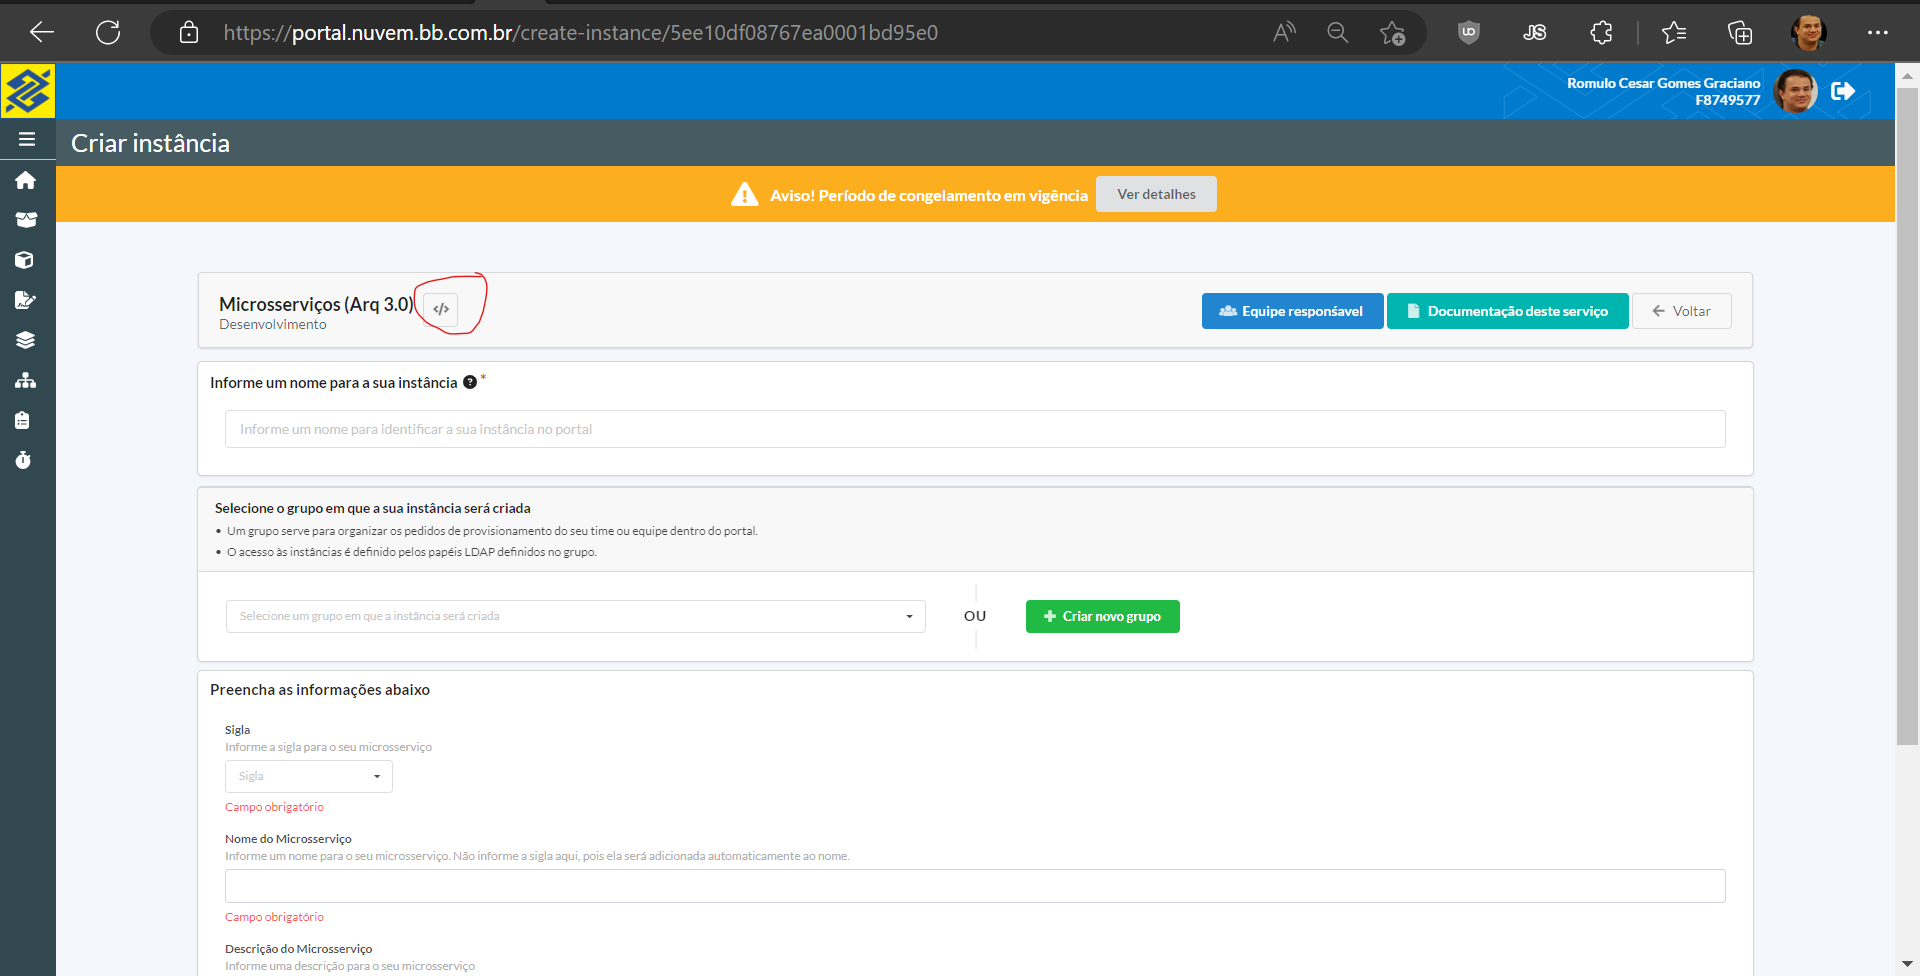 https://portal.nuvem.bb.com.br/create-instance/5ee10df08767ea0001bd95e0
Romulo Cesar Gomes Graciano
F8749577
Criar instância
Aviso! Período de congelamento em vigência
Ver detalhes
Microsserviços (Arq 3.0)
</>
Desenvolvimento
Equipe responśavel
Documentação deste serviço
Voltar
Informe um nome para a sua instância *
Informe um nome para identificar a sua instância no portal
Selecione o grupo em que a sua instância será criada
• Um grupo serve para organizar os pedidos de provisionamento do seu time ou equipe dentro do portal.
• O acesso às instâncias é definido pelos papéis LDAP definidos no grupo.
Selecione um grupo em que a instância será criada
OU
Criar novo grupo
Preencha as informações abaixo
Sigla
Informe a sigla para o seu microsserviço
Sigla
Campo obrigatório
Nome do Microsserviço
Informe um nome para o seu microsserviço. Não informe a sigla aqui, pois ela será adicionada automaticamente ao nome.
Campo obrigatório
Descrição do Microsserviço
Informe uma descrição para o seu microsserviço